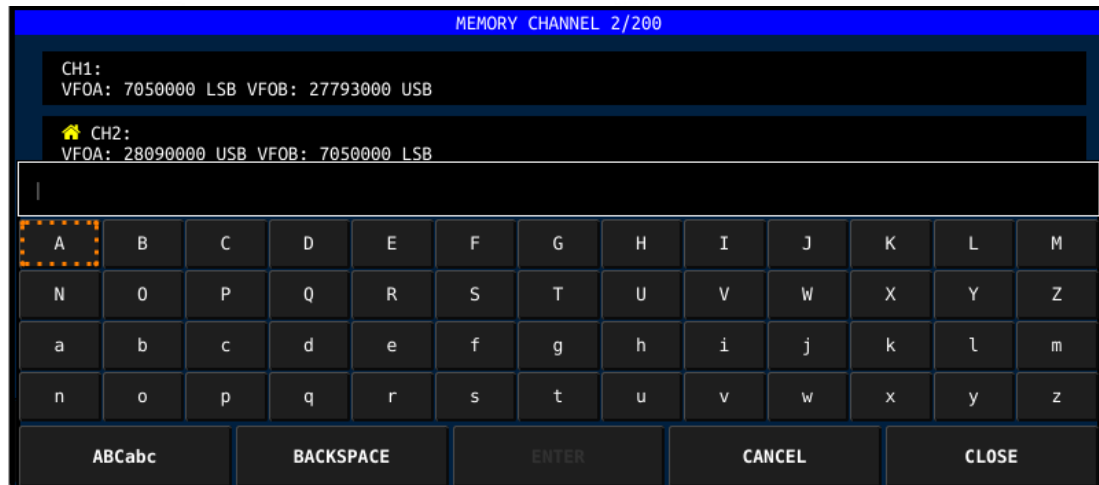 MEMORY CHANNEL 2/200
CH1:
VFOA: 7050000 LSB VFOB: 27793000 USB
CH2:
VFOA: 28090000 USB VFOB: 7050000 LSB
A B C D E F G H I J K L M
N O P Q R S T U V W X Y Z
a b c d e f g h i j k l m
n o p q r s t u v w x y z
ABCabc BACKSPACE ENTER CANCEL CLOSE